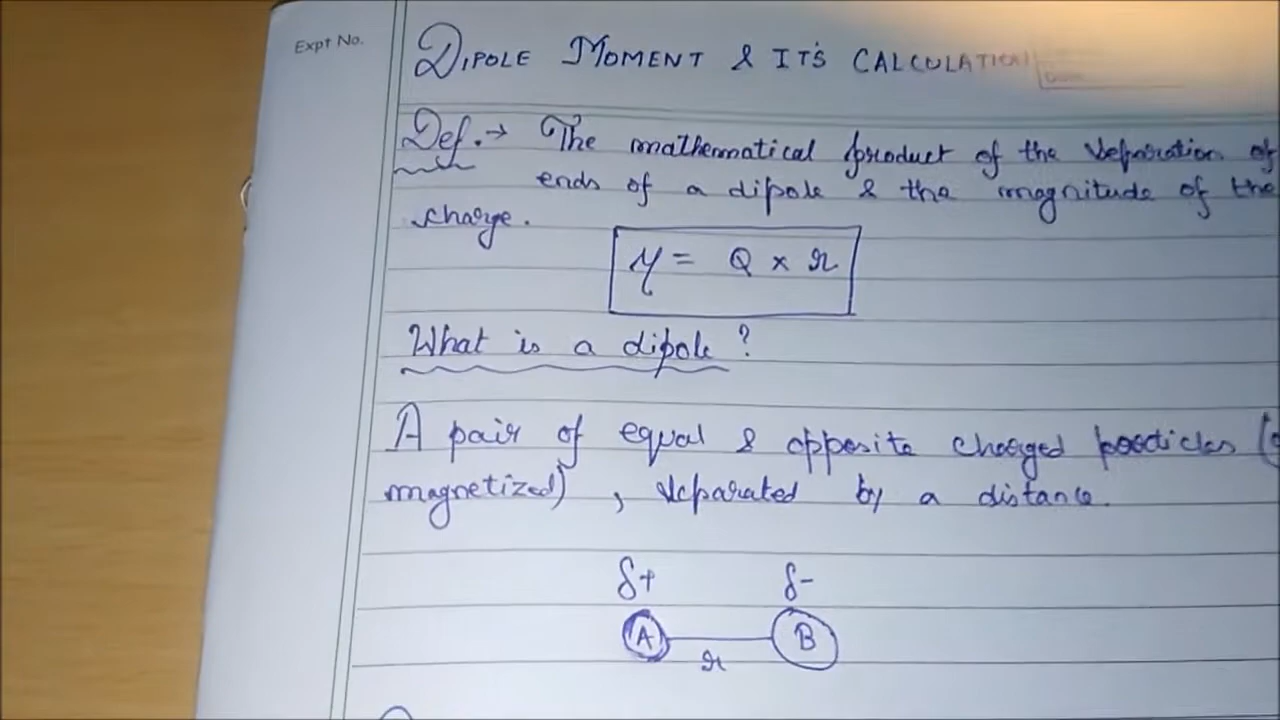 Expt No.
DIPOLE MOMENT & IT'S CALCULATION
Def. → The mathematical product of the separation of
ends of a dipole & the magnitude of the
charge.
μ = Q × r
What is a dipole ?
A pair of equal & opposite charged particles (
magnetized) , separated by a distance.
δ+ δ-
A B
r